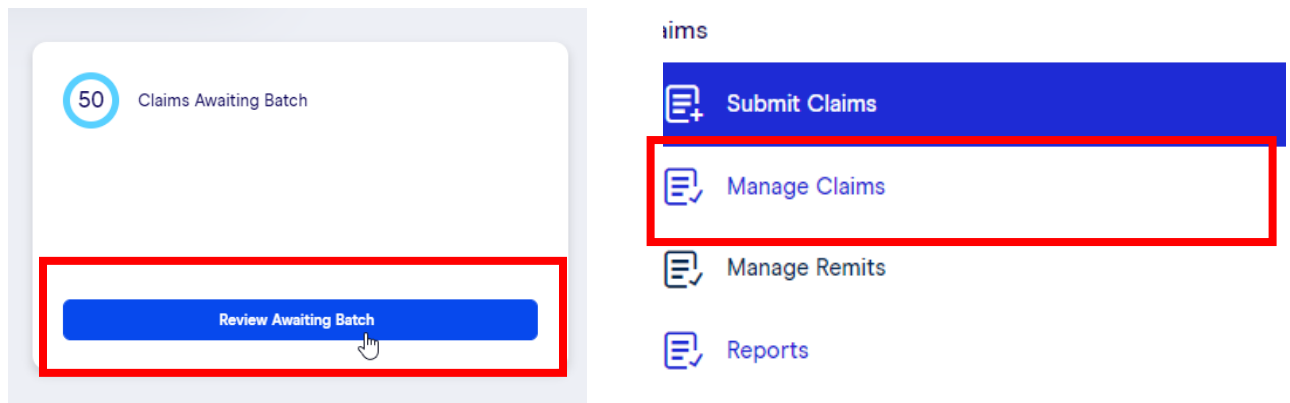 50
Claims Awaiting Batch
Review Awaiting Batch
aims
Submit Claims
Manage Claims
Manage Remits
Reports